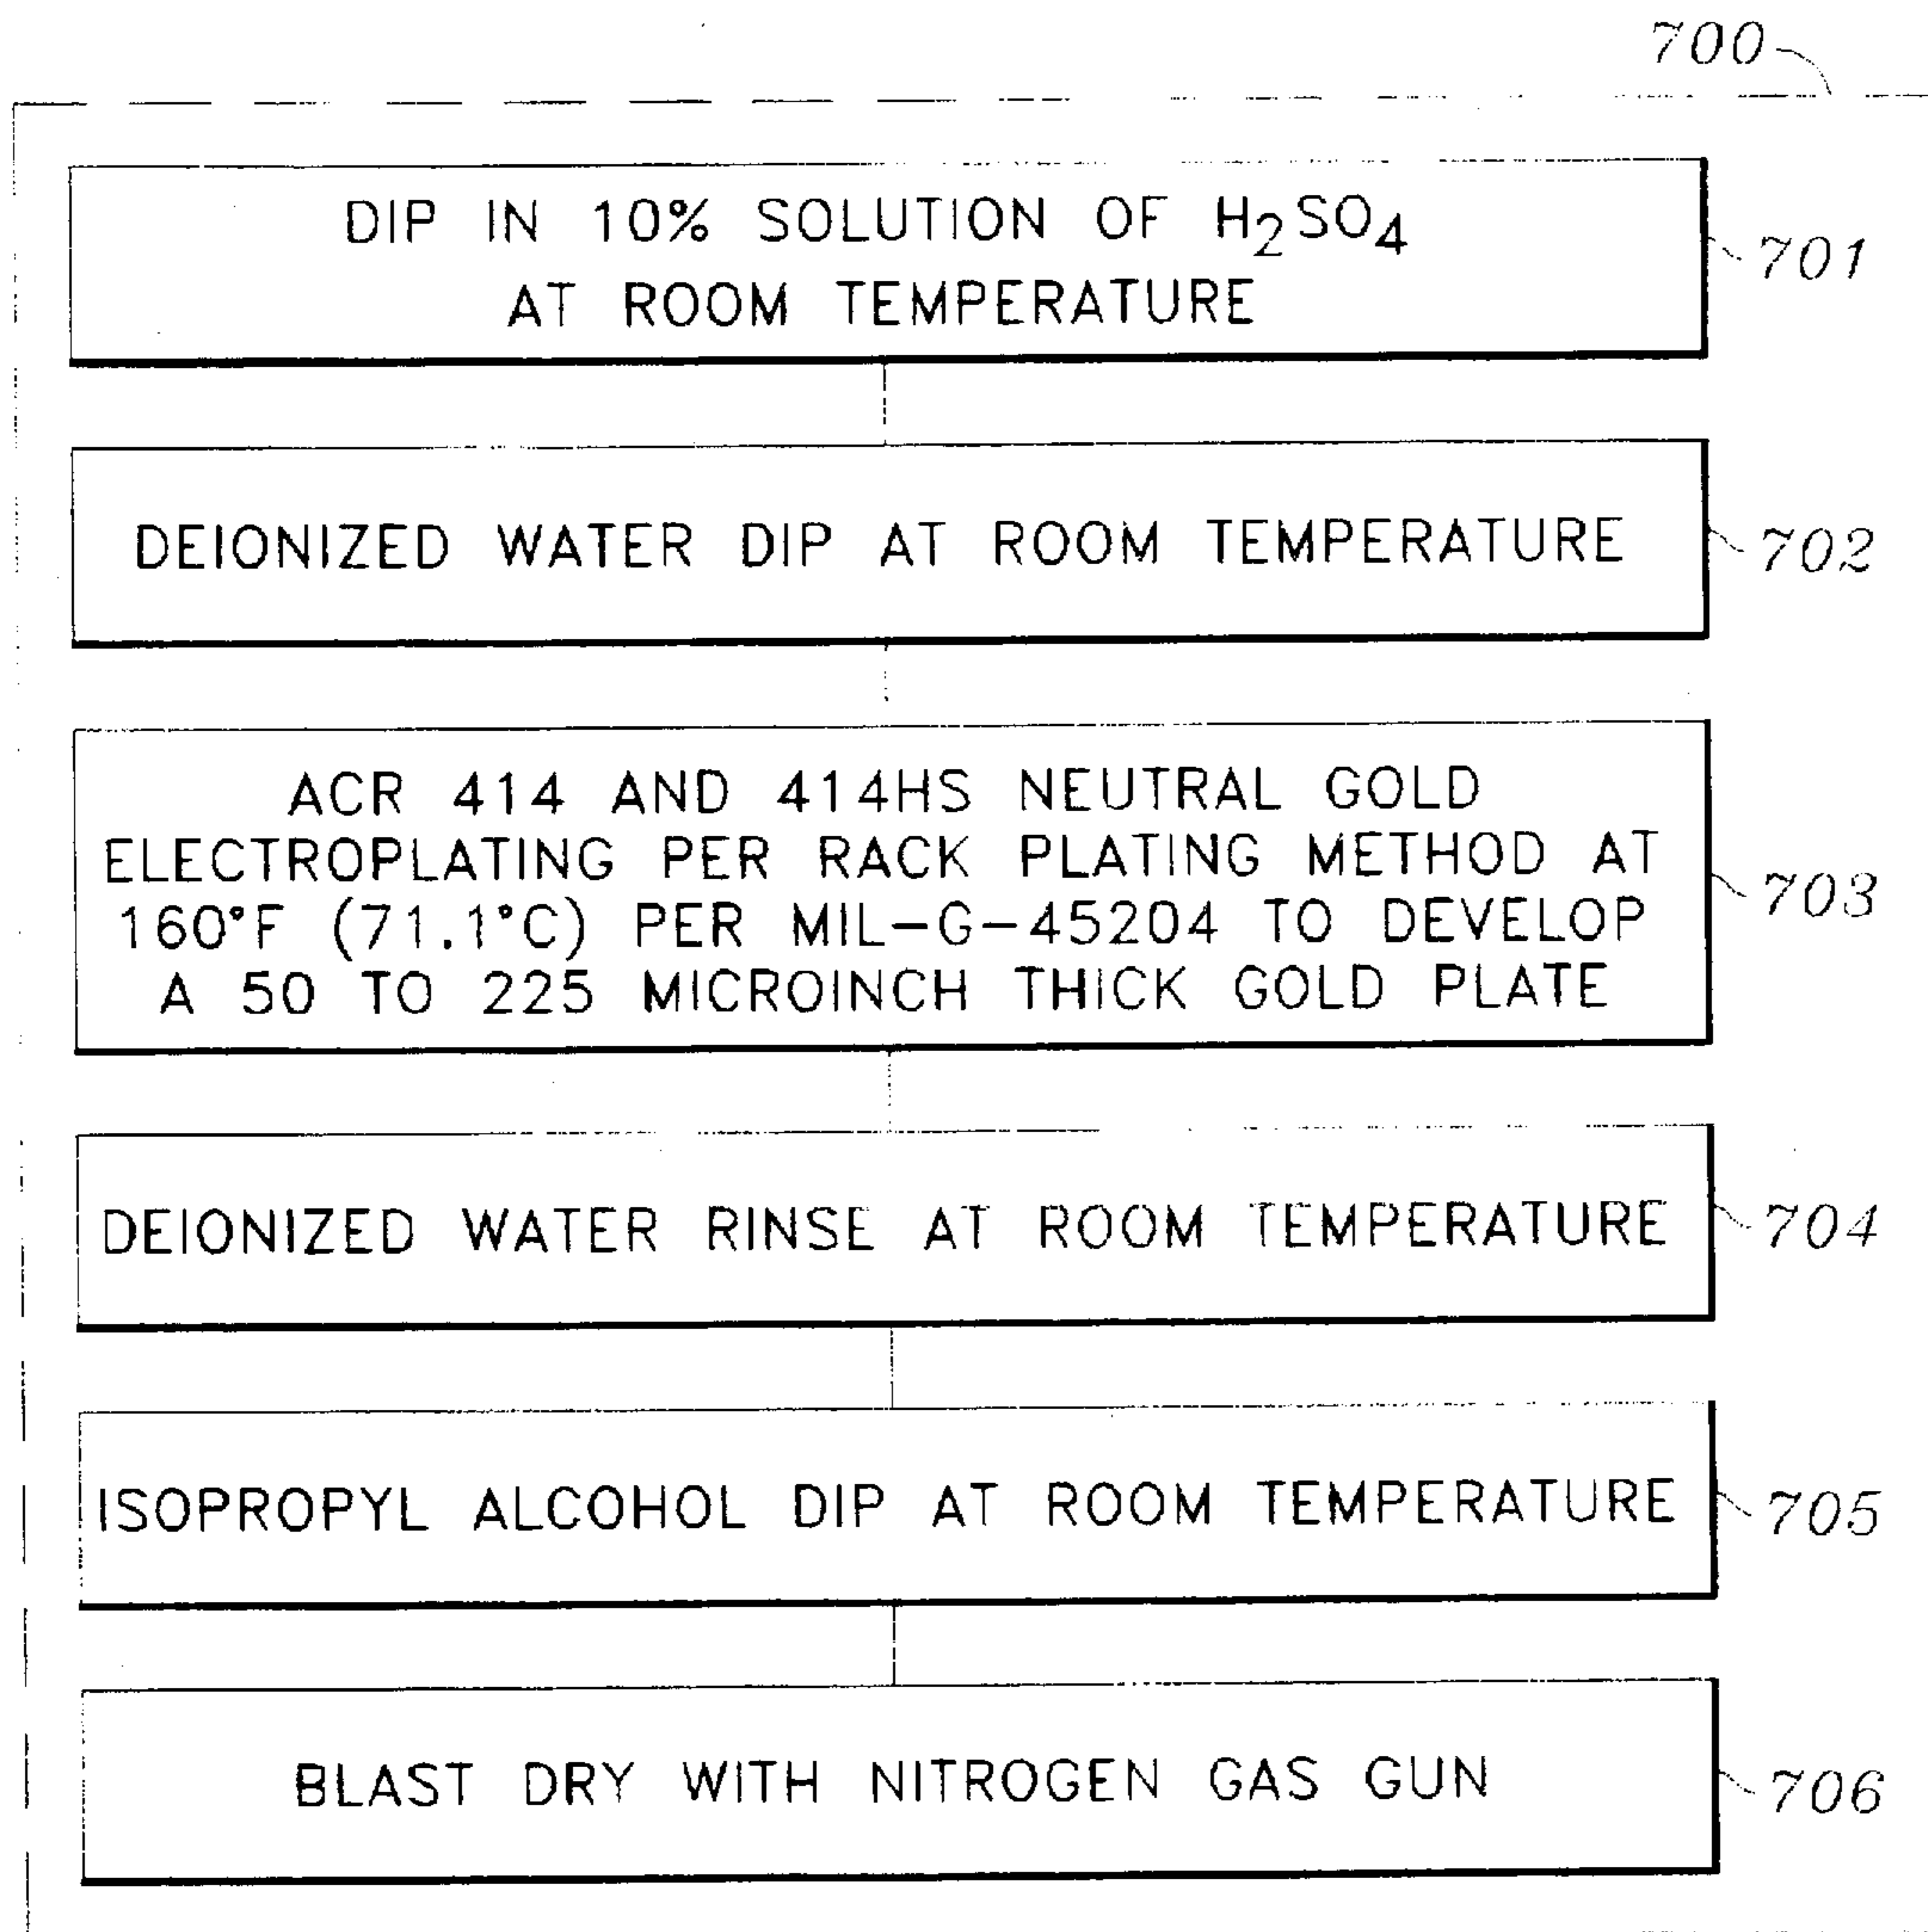 700
DIP IN 10% SOLUTION OF H₂SO₄
AT ROOM TEMPERATURE
701
DEIONIZED WATER DIP AT ROOM TEMPERATURE
702
ACR 414 AND 414HS NEUTRAL GOLD
ELECTROPLATING PER RACK PLATING METHOD AT
160°F (71.1°C) PER MIL-G-45204 TO DEVELOP
A 50 TO 225 MICROINCH THICK GOLD PLATE
703
DEIONIZED WATER RINSE AT ROOM TEMPERATURE
704
ISOPROPYL ALCOHOL DIP AT ROOM TEMPERATURE
705
BLAST DRY WITH NITROGEN GAS GUN
706